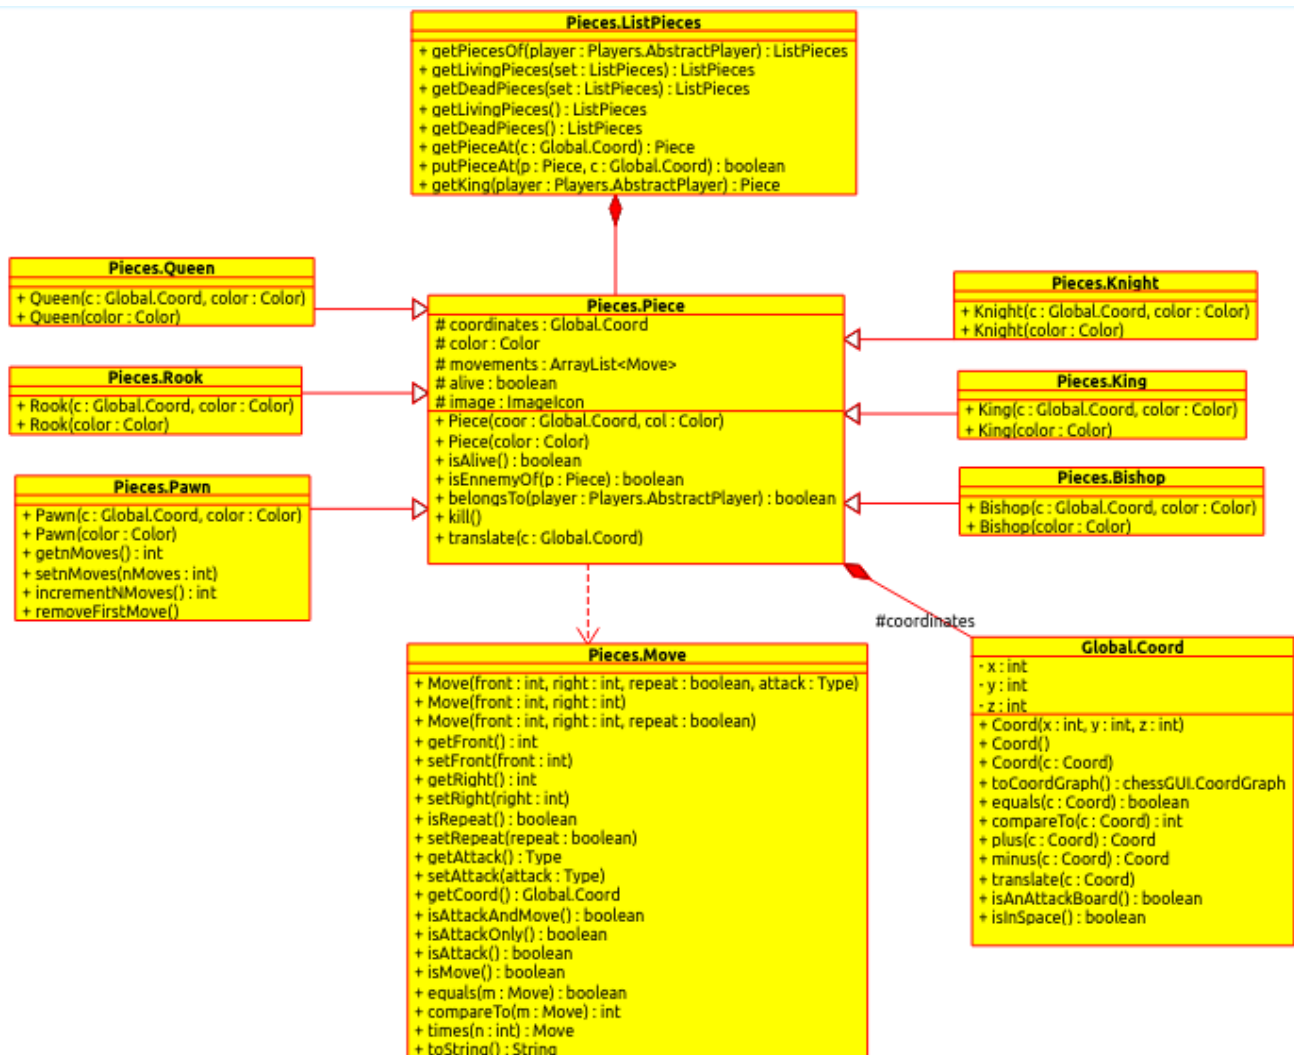 Pieces.ListPieces
+ getPiecesOf(player : Players.AbstractPlayer) : ListPieces
+ getLivingPieces(set : ListPieces) : ListPieces
+ getDeadPieces(set : ListPieces) : ListPieces
+ getLivingPieces() : ListPieces
+ getDeadPieces() : ListPieces
+ getPieceAt(c : Global.Coord) : Piece
+ putPieceAt(p : Piece, c : Global.Coord) : boolean
+ getKing(player : Players.AbstractPlayer) : Piece
Pieces.Queen
+ Queen(c : Global.Coord, color : Color)
+ Queen(color : Color)
Pieces.Rook
+ Rook(c : Global.Coord, color : Color)
+ Rook(color : Color)
Pieces.Pawn
+ Pawn(c : Global.Coord, color : Color)
+ Pawn(color : Color)
+ getnMoves() : int
+ setnMoves(nMoves : int)
+ incrementNMoves() : int
+ removeFirstMove()
Pieces.Piece
# coordinates : Global.Coord
# color : Color
# movements : ArrayList<Move>
# alive : boolean
# image : ImageIcon
+ Piece(coor : Global.Coord, col : Color)
+ Piece(color : Color)
+ isAlive() : boolean
+ isEnnemyOf(p : Piece) : boolean
+ belongsTo(player : Players.AbstractPlayer) : boolean
+ kill()
+ translate(c : Global.Coord)
Pieces.Knight
+ Knight(c : Global.Coord, color : Color)
+ Knight(color : Color)
Pieces.King
+ King(c : Global.Coord, color : Color)
+ King(color : Color)
Pieces.Bishop
+ Bishop(c : Global.Coord, color : Color)
+ Bishop(color : Color)
#coordinates
Pieces.Move
+ Move(front : int, right : int, repeat : boolean, attack : Type)
+ Move(front : int, right : int)
+ Move(front : int, right : int, repeat : boolean)
+ getFront() : int
+ setFront(front : int)
+ getRight() : int
+ setRight(right : int)
+ isRepeat() : boolean
+ setRepeat(repeat : boolean)
+ getAttack() : Type
+ setAttack(attack : Type)
+ getCoord() : Global.Coord
+ isAttackAndMove() : boolean
+ isAttackOnly() : boolean
+ isAttack() : boolean
+ isMove() : boolean
+ equals(m : Move) : boolean
+ compareTo(m : Move) : int
+ times(n : int) : Move
+ toString() : String
Global.Coord
- x : int
- y : int
- z : int
+ Coord(x : int, y : int, z : int)
+ Coord()
+ Coord(c : Coord)
+ toCoordGraph() : chessGUI.CoordGraph
+ equals(c : Coord) : boolean
+ compareTo(c : Coord) : int
+ plus(c : Coord) : Coord
+ minus(c : Coord) : Coord
+ translate(c : Coord)
+ isAnAttackBoard() : boolean
+ isInSpace() : boolean